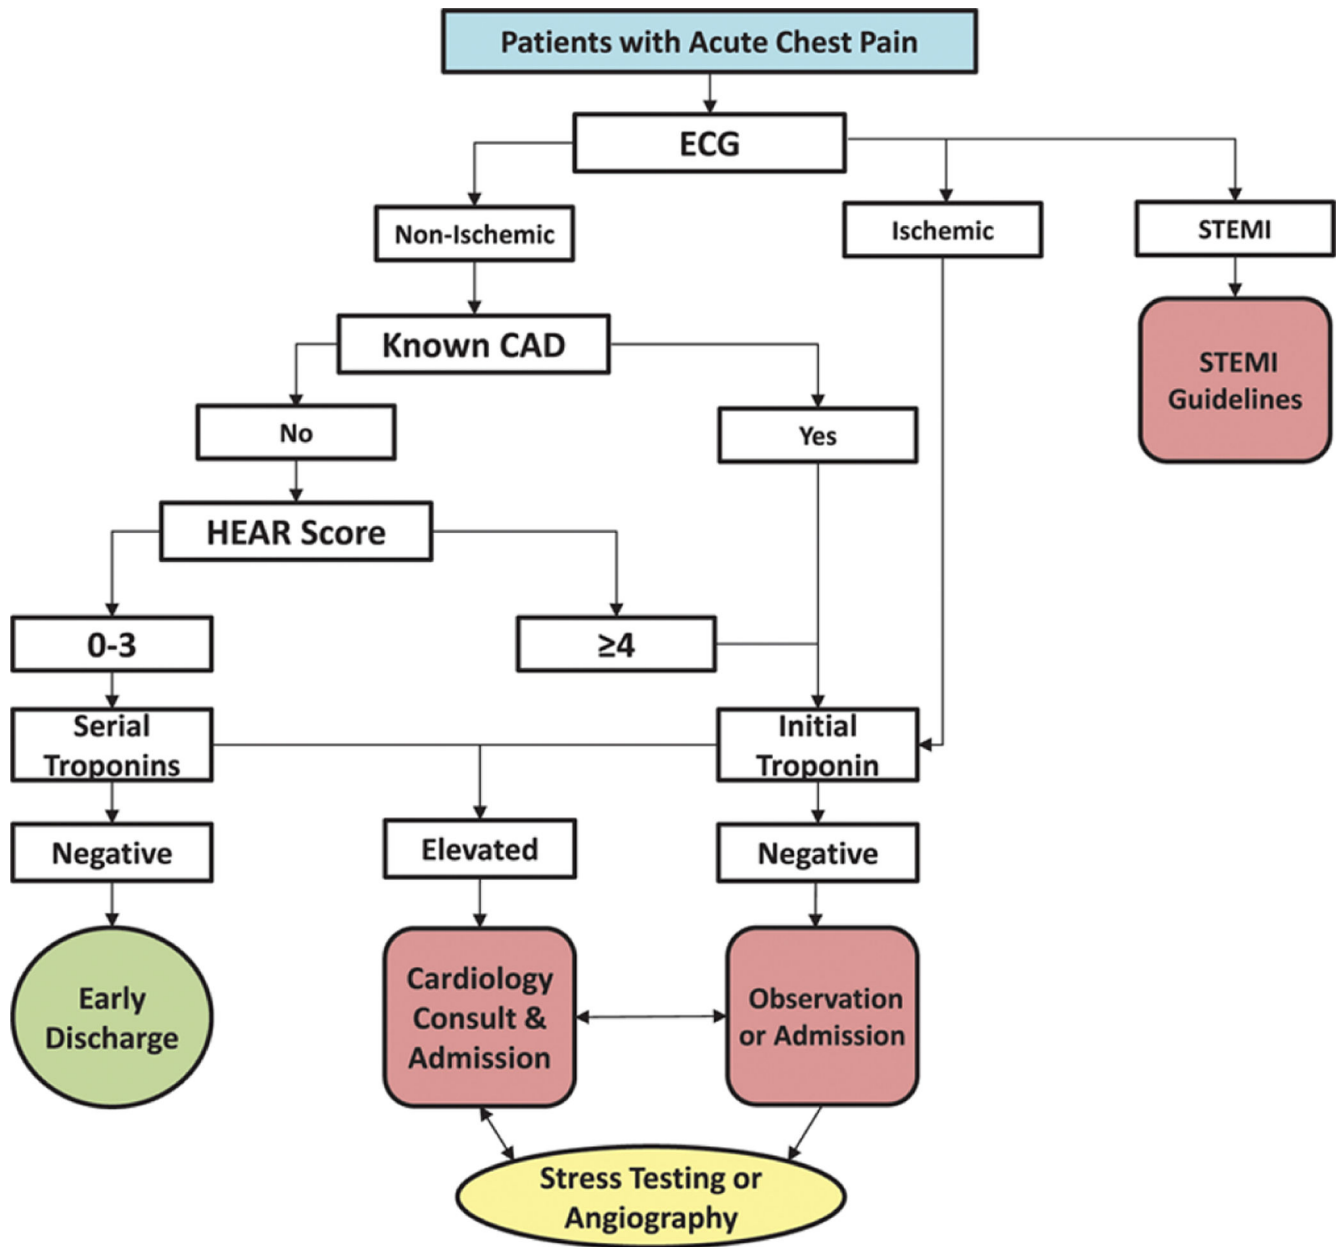 Patients with Acute Chest Pain
ECG
Non-Ischemic
Ischemic
STEMI
Known CAD
STEMI
Guidelines
No
Yes
HEAR Score
0-3
≥4
Serial
Troponins
Initial
Troponin
Negative
Elevated
Negative
Early
Discharge
Cardiology
Consult &
Admission
Observation
or Admission
Stress Testing or
Angiography